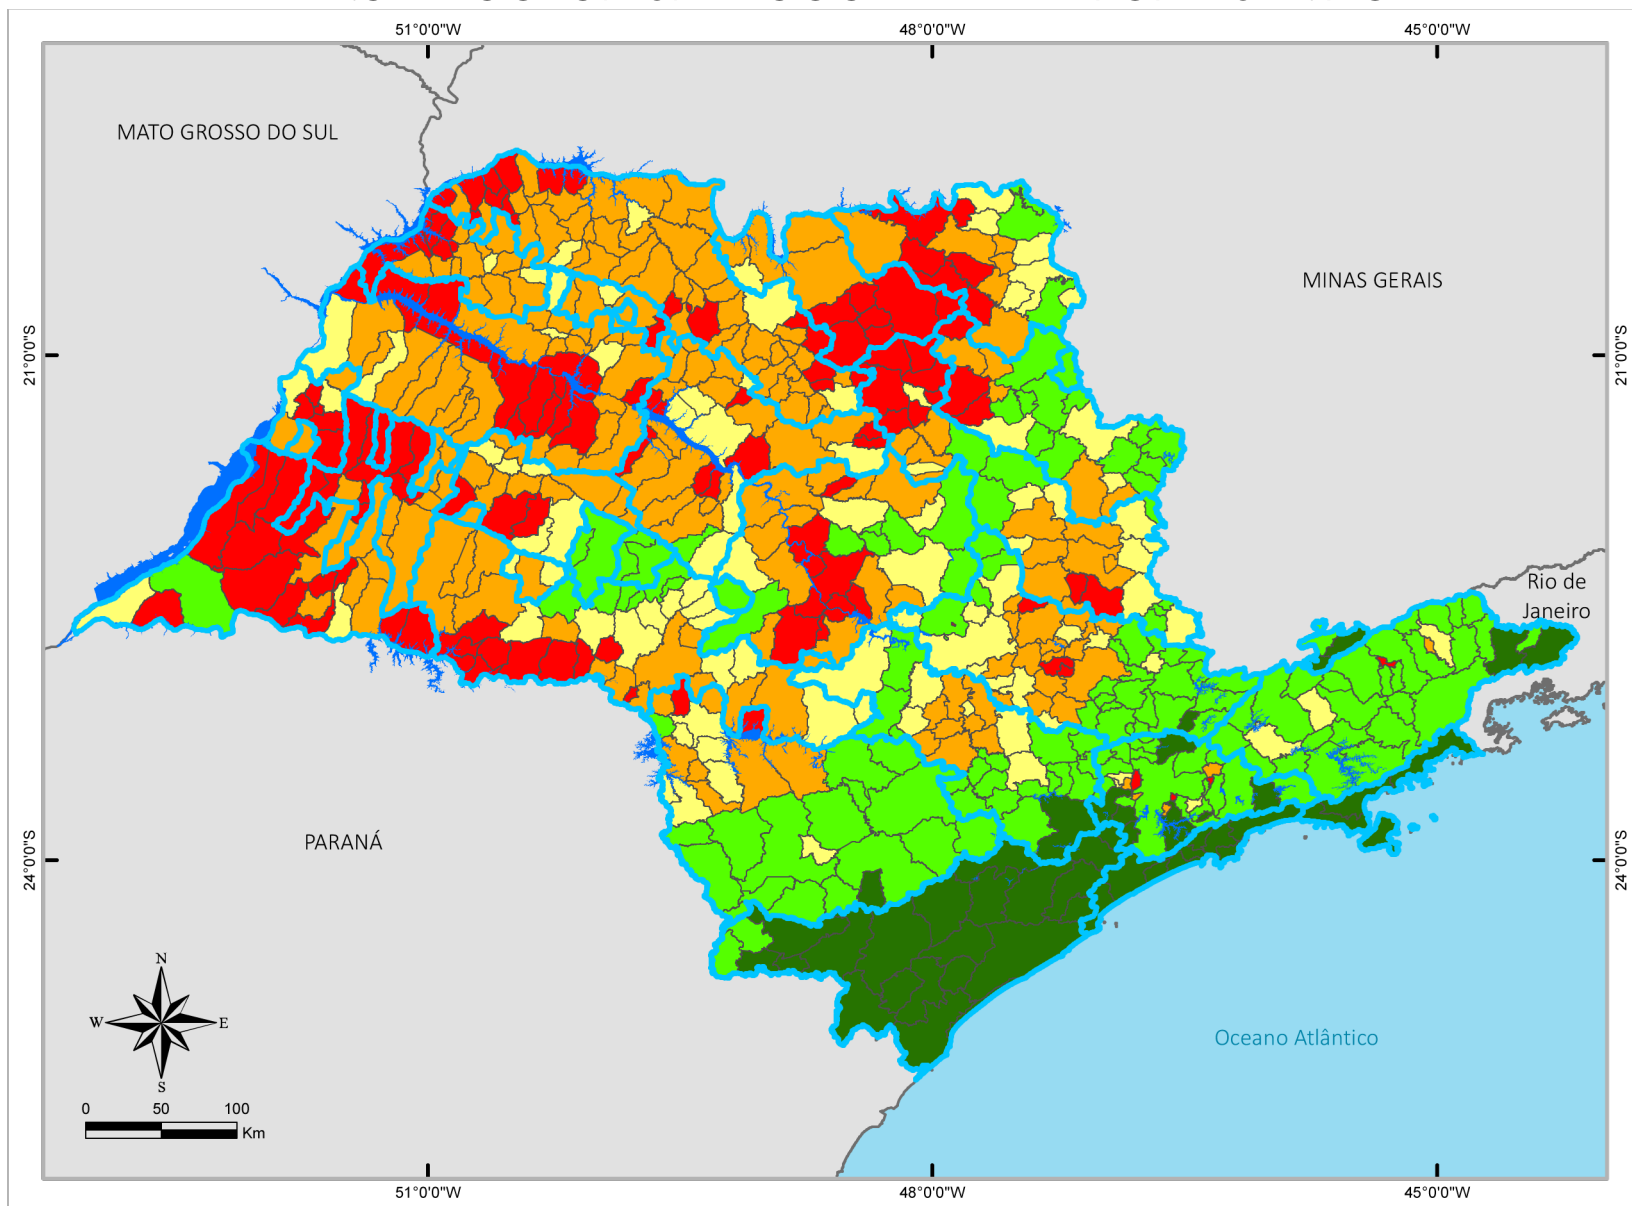 51°0'0"W
48°0'0"W
45°0'0"W
MATO GROSSO DO SUL
MINAS GERAIS
21°0'0"S
21°0'0"S
Rio de
Janeiro
PARANÁ
24°0'0"S
24°0'0"S
Oceano Atlântico
N
W
E
S
0 50 100
Km
51°0'0"W
48°0'0"W
45°0'0"W